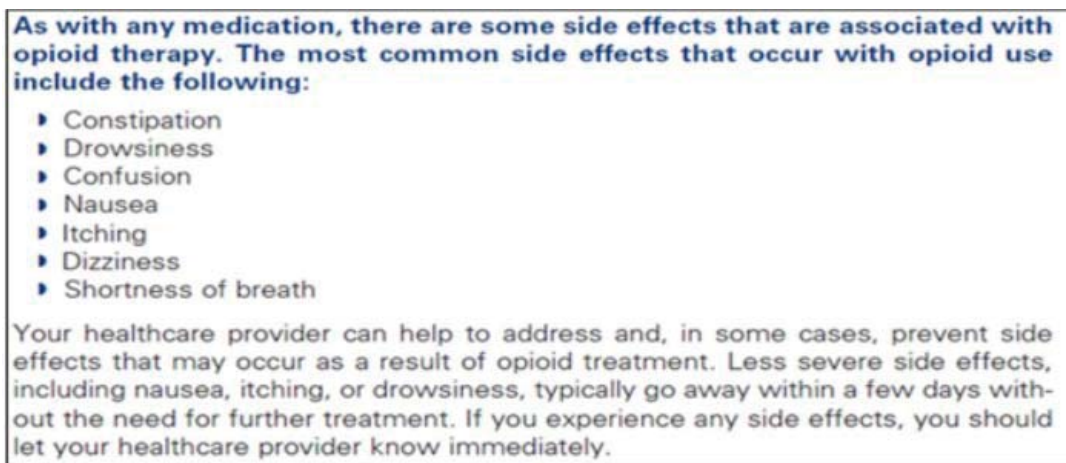 As with any medication, there are some side effects that are associated with
opioid therapy. The most common side effects that occur with opioid use
include the following:
Constipation
Drowsiness
Confusion
Nausea
Itching
Dizziness
Shortness of breath
Your healthcare provider can help to address and, in some cases, prevent side
effects that may occur as a result of opioid treatment. Less severe side effects,
including nausea, itching, or drowsiness, typically go away within a few days with-
out the need for further treatment. If you experience any side effects, you should
let your healthcare provider know immediately.